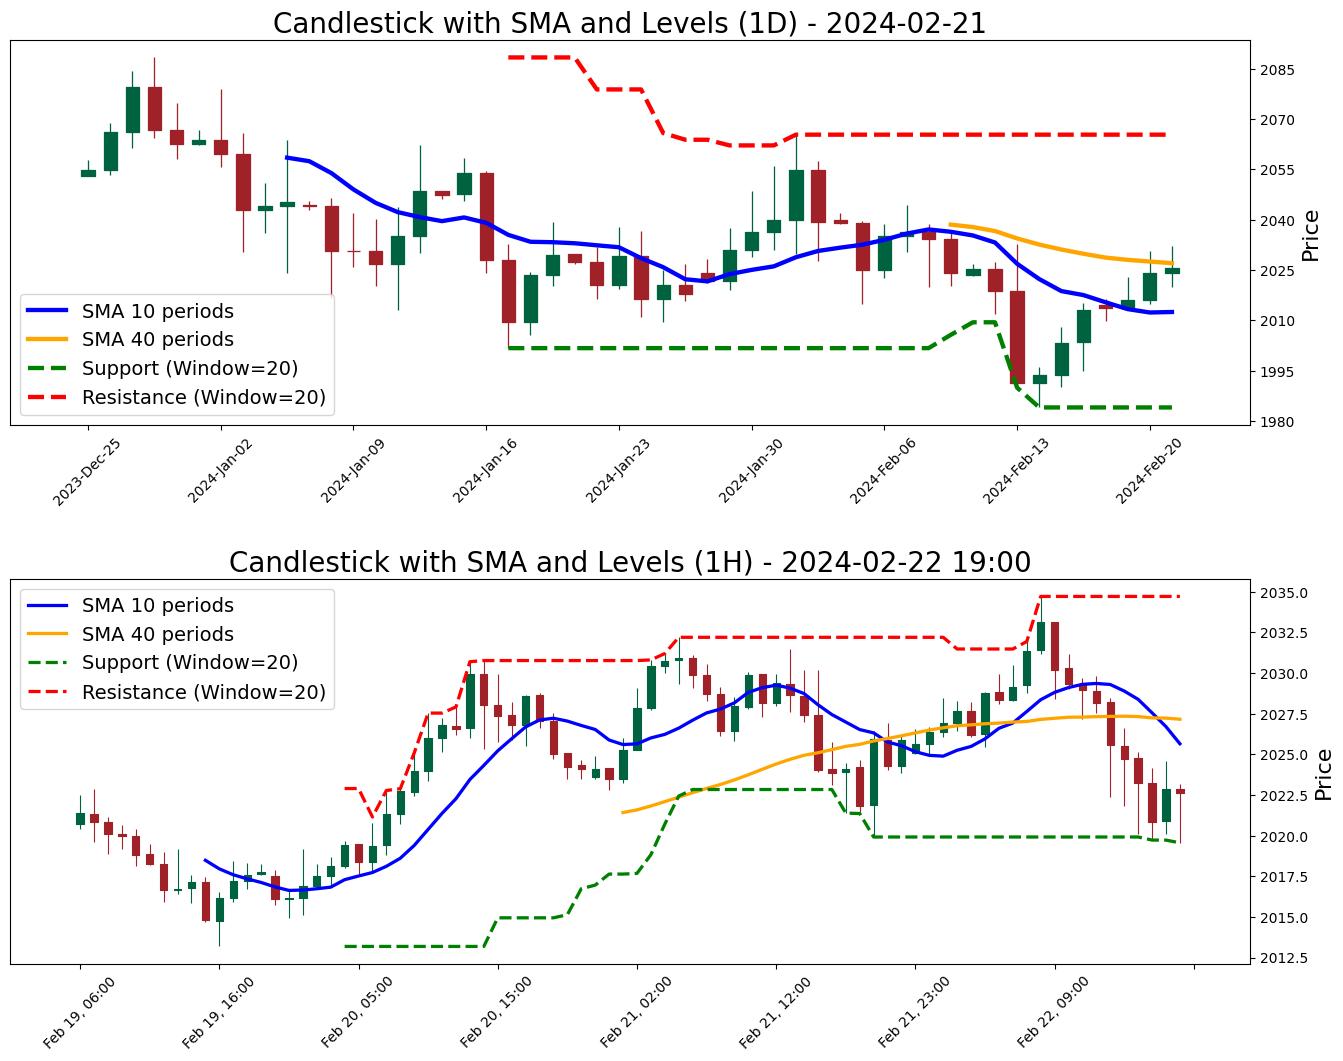 Candlestick with SMA and Levels (1D) - 2024-02-21
2085
2070
2055
2040
2025
2010
1995
1980
Price
SMA 10 periods
SMA 40 periods
Support (Window=20)
Resistance (Window=20)
2023-Dec-25
2024-Jan-02
2024-Jan-09
2024-Jan-16
2024-Jan-23
2024-Jan-30
2024-Feb-06
2024-Feb-13
2024-Feb-20
Candlestick with SMA and Levels (1H) - 2024-02-22 19:00
SMA 10 periods
SMA 40 periods
Support (Window=20)
Resistance (Window=20)
2035.0
2032.5
2030.0
2027.5
2025.0
2022.5
2020.0
2017.5
2015.0
2012.5
Price
Feb 19, 06:00
Feb 19, 16:00
Feb 20, 05:00
Feb 20, 15:00
Feb 21, 02:00
Feb 21, 12:00
Feb 21, 23:00
Feb 22, 09:00